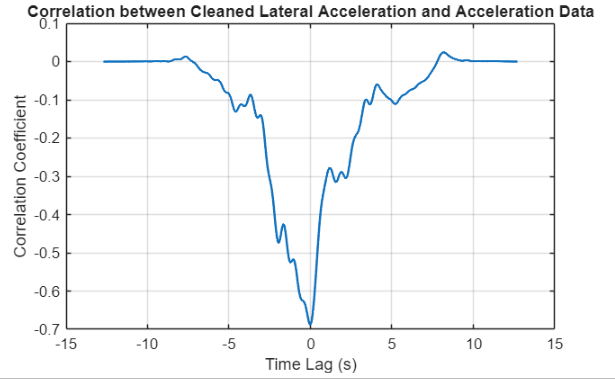 Correlation between Cleaned Lateral Acceleration and Acceleration Data
0.1
0
-0.1
-0.2
-0.3
-0.4
-0.5
-0.6
-0.7
Correlation Coefficient
-15 -10 -5 0 5 10 15
Time Lag (s)